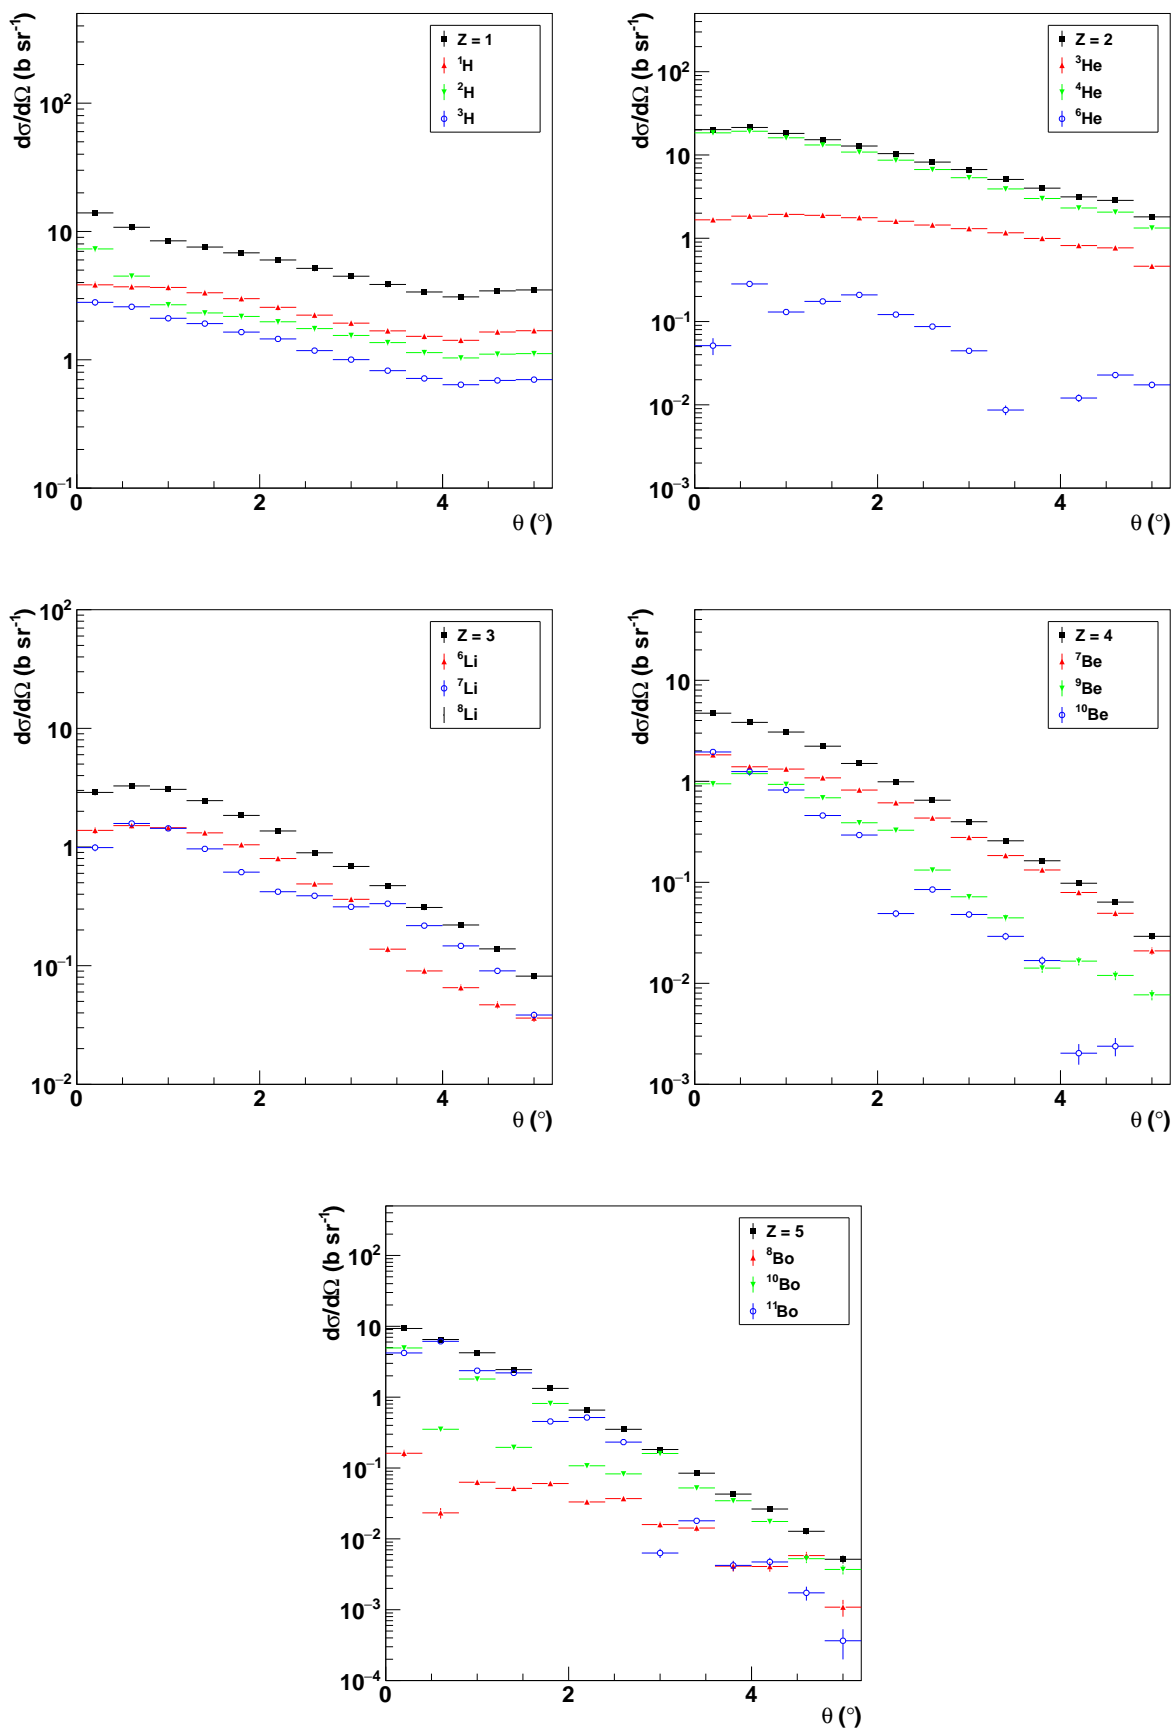 dσ/dΩ (b sr⁻¹)
Z = 1
¹H
²H
³H
10²
10
1
10⁻¹
0 2 4
θ (°)
dσ/dΩ (b sr⁻¹)
Z = 2
³He
⁴He
⁶He
10²
10
1
10⁻¹
10⁻²
10⁻³
0 2 4
θ (°)
dσ/dΩ (b sr⁻¹)
Z = 3
⁶Li
⁷Li
⁸Li
10²
10
1
10⁻¹
10⁻²
0 2 4
θ (°)
dσ/dΩ (b sr⁻¹)
Z = 4
⁷Be
⁹Be
¹⁰Be
10
1
10⁻¹
10⁻²
10⁻³
0 2 4
θ (°)
dσ/dΩ (b sr⁻¹)
Z = 5
⁸Bo
¹⁰Bo
¹¹Bo
10²
10
1
10⁻¹
10⁻²
10⁻³
10⁻⁴
0 2 4
θ (°)